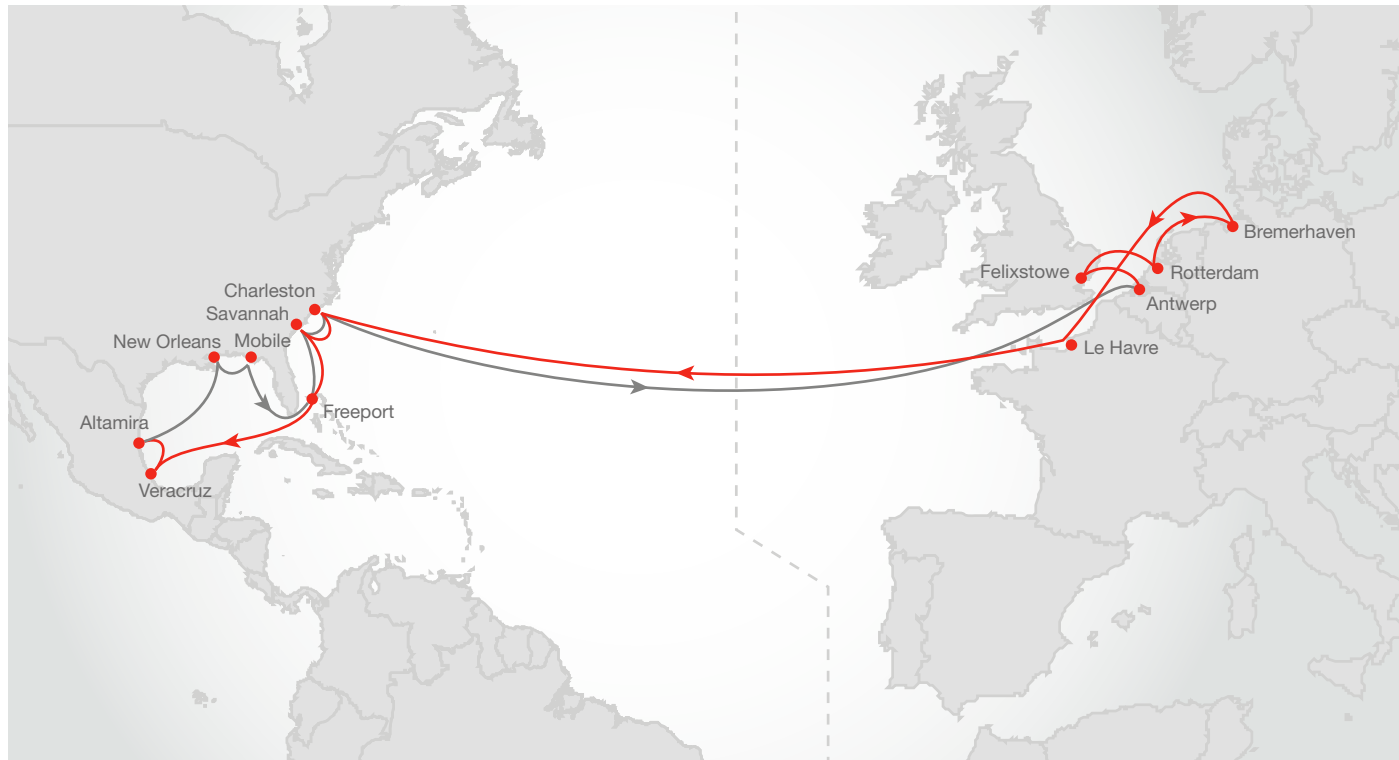 Bremerhaven
Felixstowe
Rotterdam
Antwerp
Charleston
Savannah
New Orleans
Mobile
Le Havre
Freeport
Altamira
Veracruz